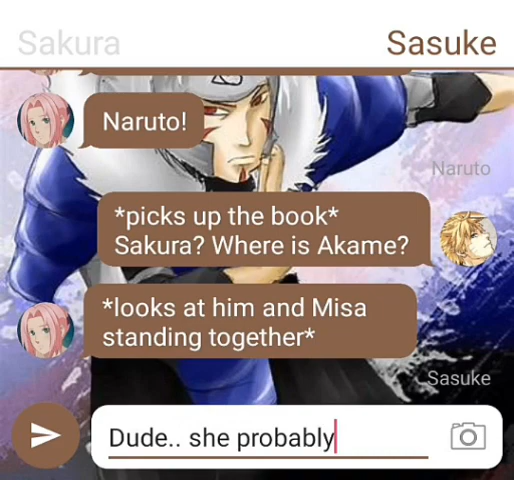 Sakura
Sasuke
Naruto!
Naruto
*picks up the book*
Sakura? Where is Akame?
*looks at him and Misa
standing together*
Sasuke
Dude.. she probably